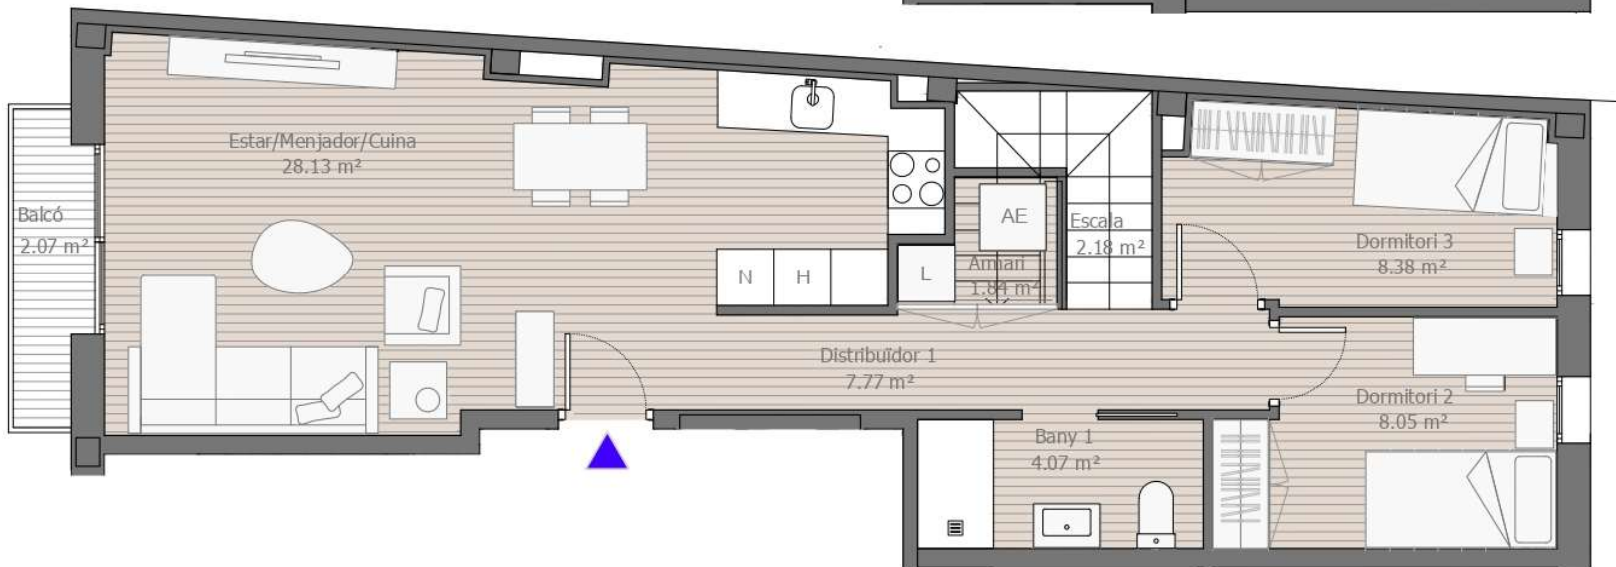 Estar/Menjador/Cuina
28.13 m²
Balcó
2.07 m²
AE
Escala
2.18 m²
Armari
1.84 m²
N
H
L
Dormitori 3
8.38 m²
Distribuïdor 1
7.77 m²
Dormitori 2
8.05 m²
Bany 1
4.07 m²